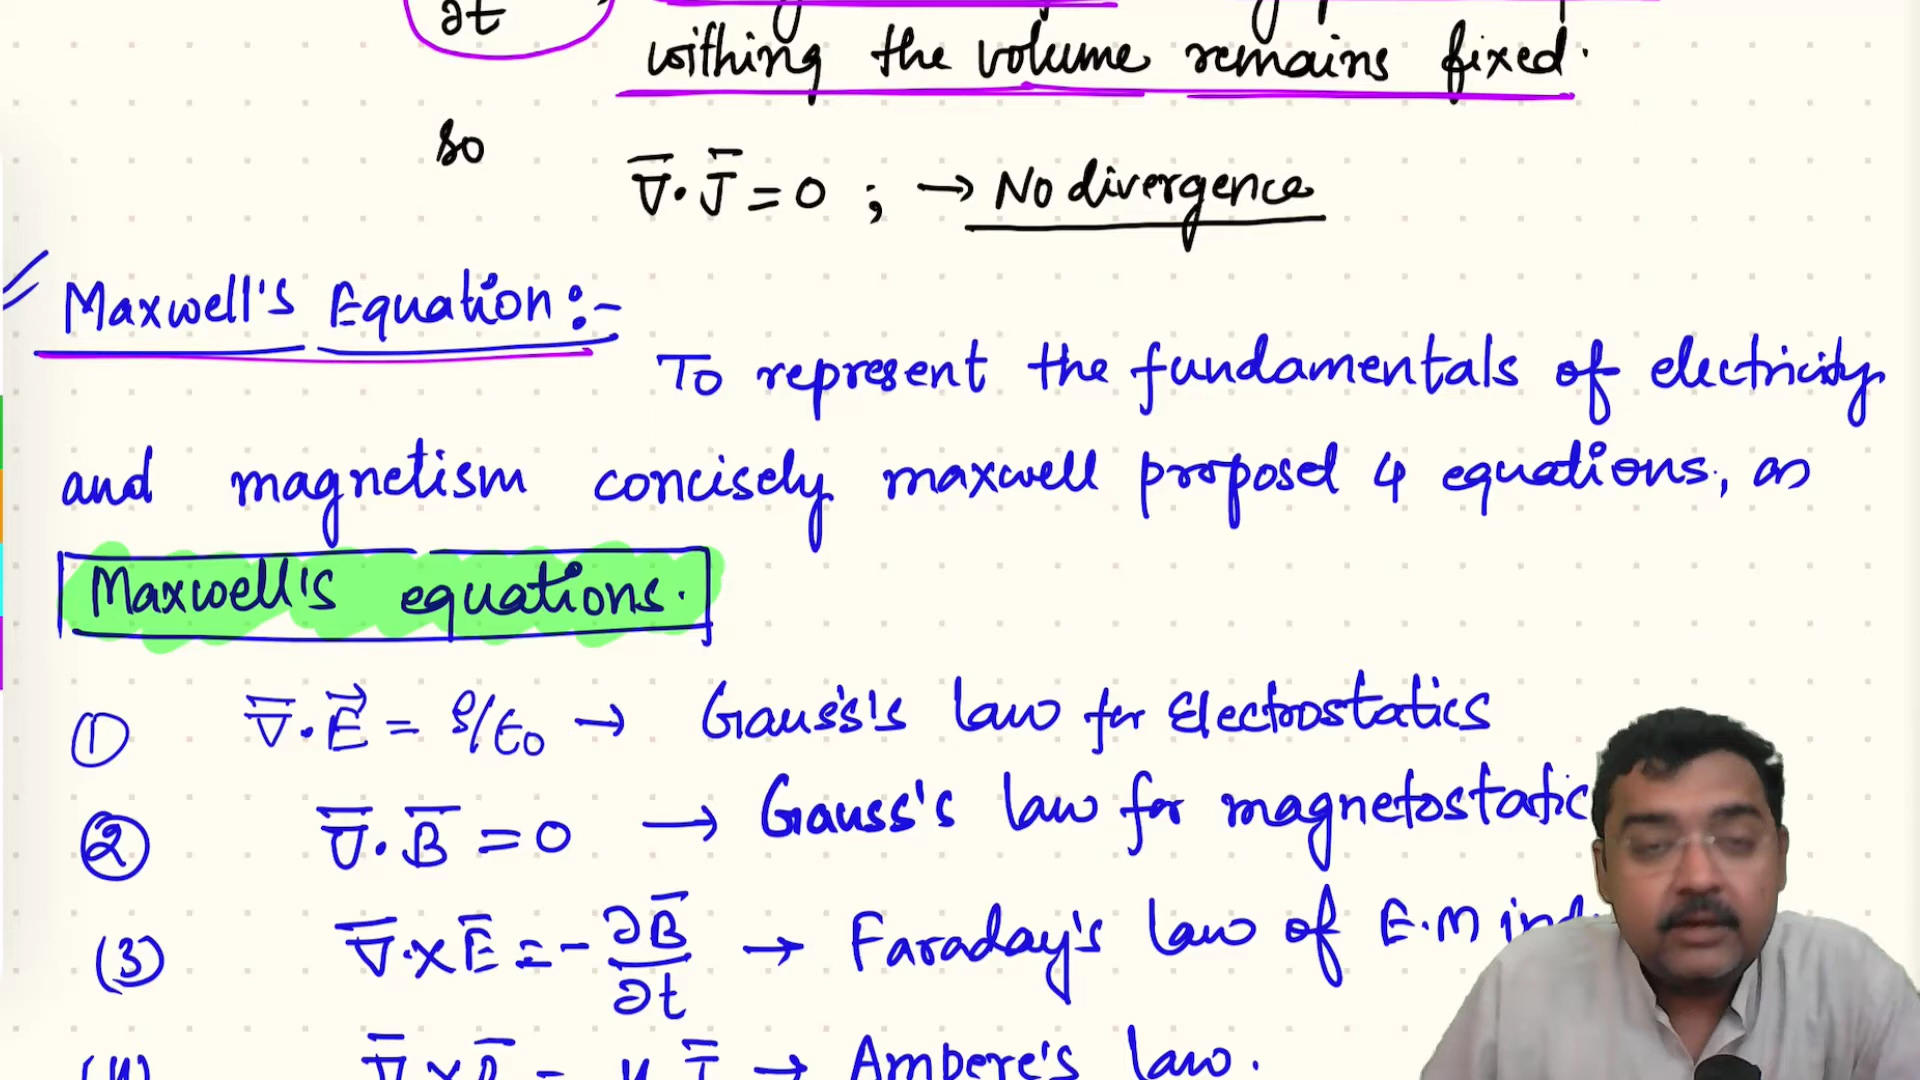 ∂t
withing the volume remains fixed.
so
∇̅·J̅ = 0 ; → No divergence
Maxwell's Equation:-
To represent the fundamentals of electricity
and magnetism concisely maxwell proposed 4 equations, as
Maxwell's equations.
① ∇̅·E⃗ = ρ/ϵ0 → Gauss's law for Electrostatics
② ∇̅·B̅ = 0 → Gauss's law for magnetostatic
(3) ∇̅·× E̅ = -∂B̅/∂t → Faraday's law of E.M ind
→ Ampere's law.